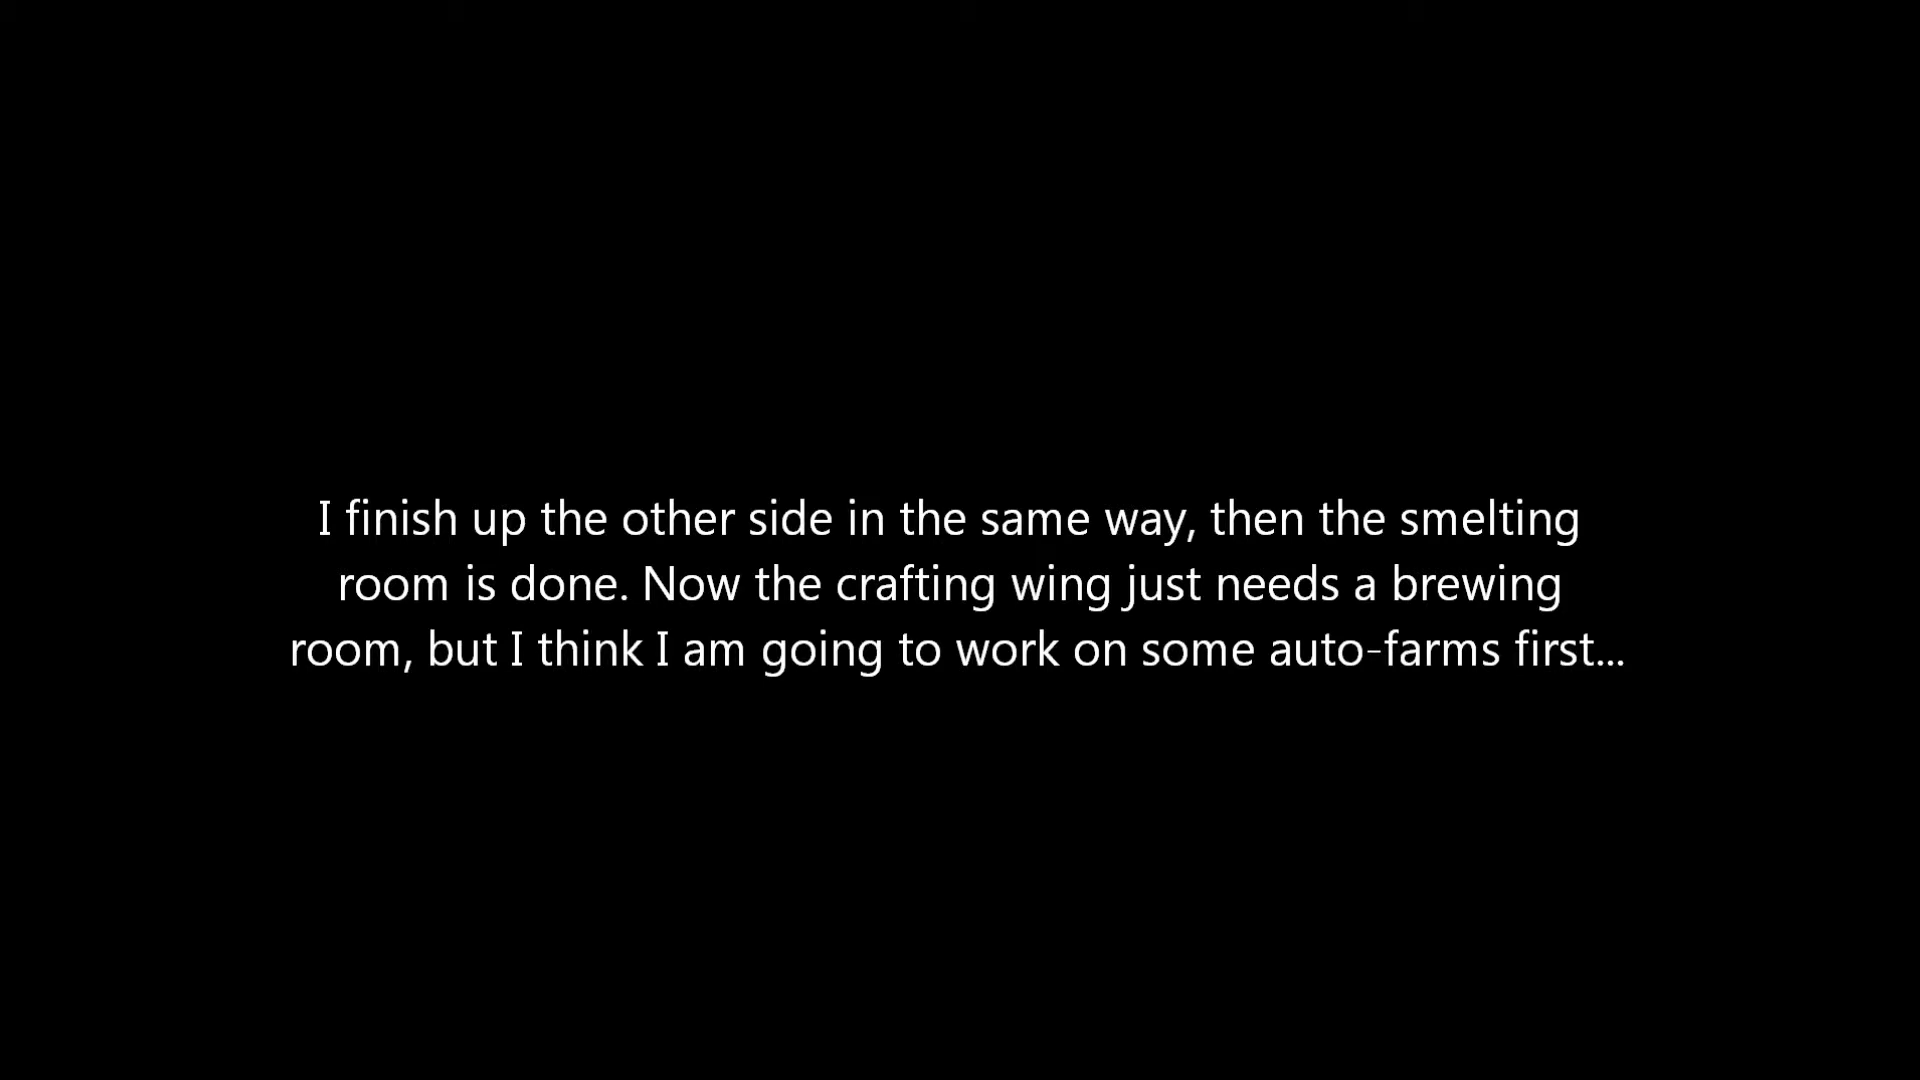 I finish up the other side in the same way, then the smelting
room is done. Now the crafting wing just needs a brewing
room, but I think I am going to work on some auto-farms first...